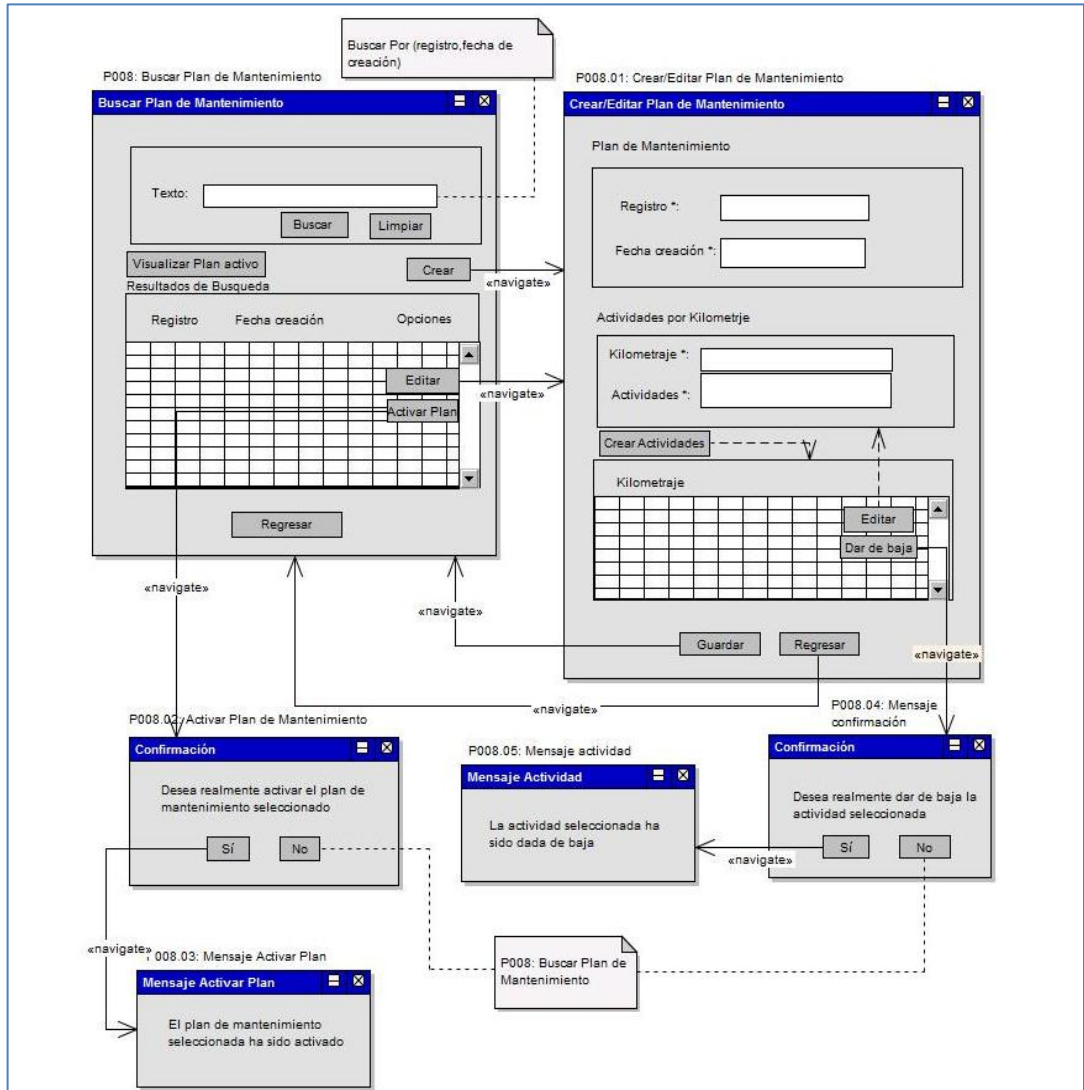 Buscar Por (registro,fecha de
creación)
P008: Buscar Plan de Mantenimiento
Buscar Plan de Mantenimiento
Texto:
Buscar
Limpiar
Visualizar Plan activo
Crear
«navigate»
Resultados de Busqueda
Registro
Fecha creación
Opciones
Editar
«navigate»
Activar Plan
Regresar
«navigate»
«navigate»
P008.01: Crear/Editar Plan de Mantenimiento
Crear/Editar Plan de Mantenimiento
Plan de Mantenimiento
Registro *:
Fecha creación *:
Actividades por Kilometrje
Kilometraje *:
Actividades *:
Crear Actividades
Kilometraje
Editar
Dar de baja
Guardar
Regresar
«navigate»
«navigate»
P008.02: Activar Plan de Mantenimiento
Confirmación
Desea realmente activar el plan de
mantenimiento seleccionado
Sí
No
P008.05: Mensaje actividad
Mensaje Actividad
La actividad seleccionada ha
sido dada de baja
P008.04: Mensaje
confirmación
Confirmación
Desea realmente dar de baja la
actividad seleccionada
Sí
No
«navigate»
«navigate»
P008: Buscar Plan de
Mantenimiento
008.03: Mensaje Activar Plan
Mensaje Activar Plan
El plan de mantenimiento
seleccionada ha sido activado